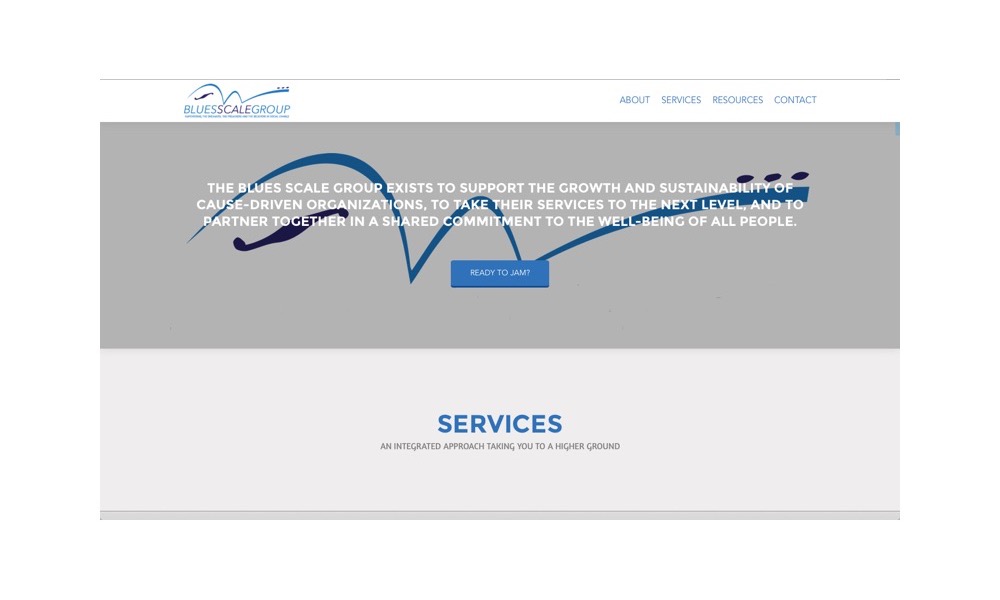 BLUESSCALEGROUP
ABOUT SERVICES RESOURCES CONTACT
THE BLUES SCALE GROUP EXISTS TO SUPPORT THE GROWTH AND SUSTAINABILITY OF
CAUSE-DRIVEN ORGANIZATIONS, TO TAKE THEIR SERVICES TO THE NEXT LEVEL, AND TO
PARTNER TOGETHER IN A SHARED COMMITMENT TO THE WELL-BEING OF ALL PEOPLE.
READY TO JAM?
SERVICES
AN INTEGRATED APPROACH TAKING YOU TO A HIGHER GROUND